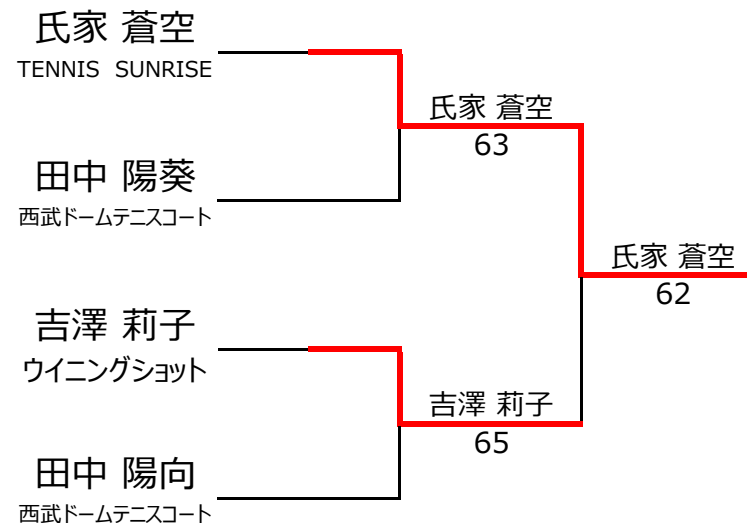 氏家 蒼空
TENNIS SUNRISE
氏家 蒼空
63
田中 陽葵
西武ドームテニスコート
氏家 蒼空
62
吉澤 莉子
ウイニングショット
吉澤 莉子
65
田中 陽向
西武ドームテニスコート